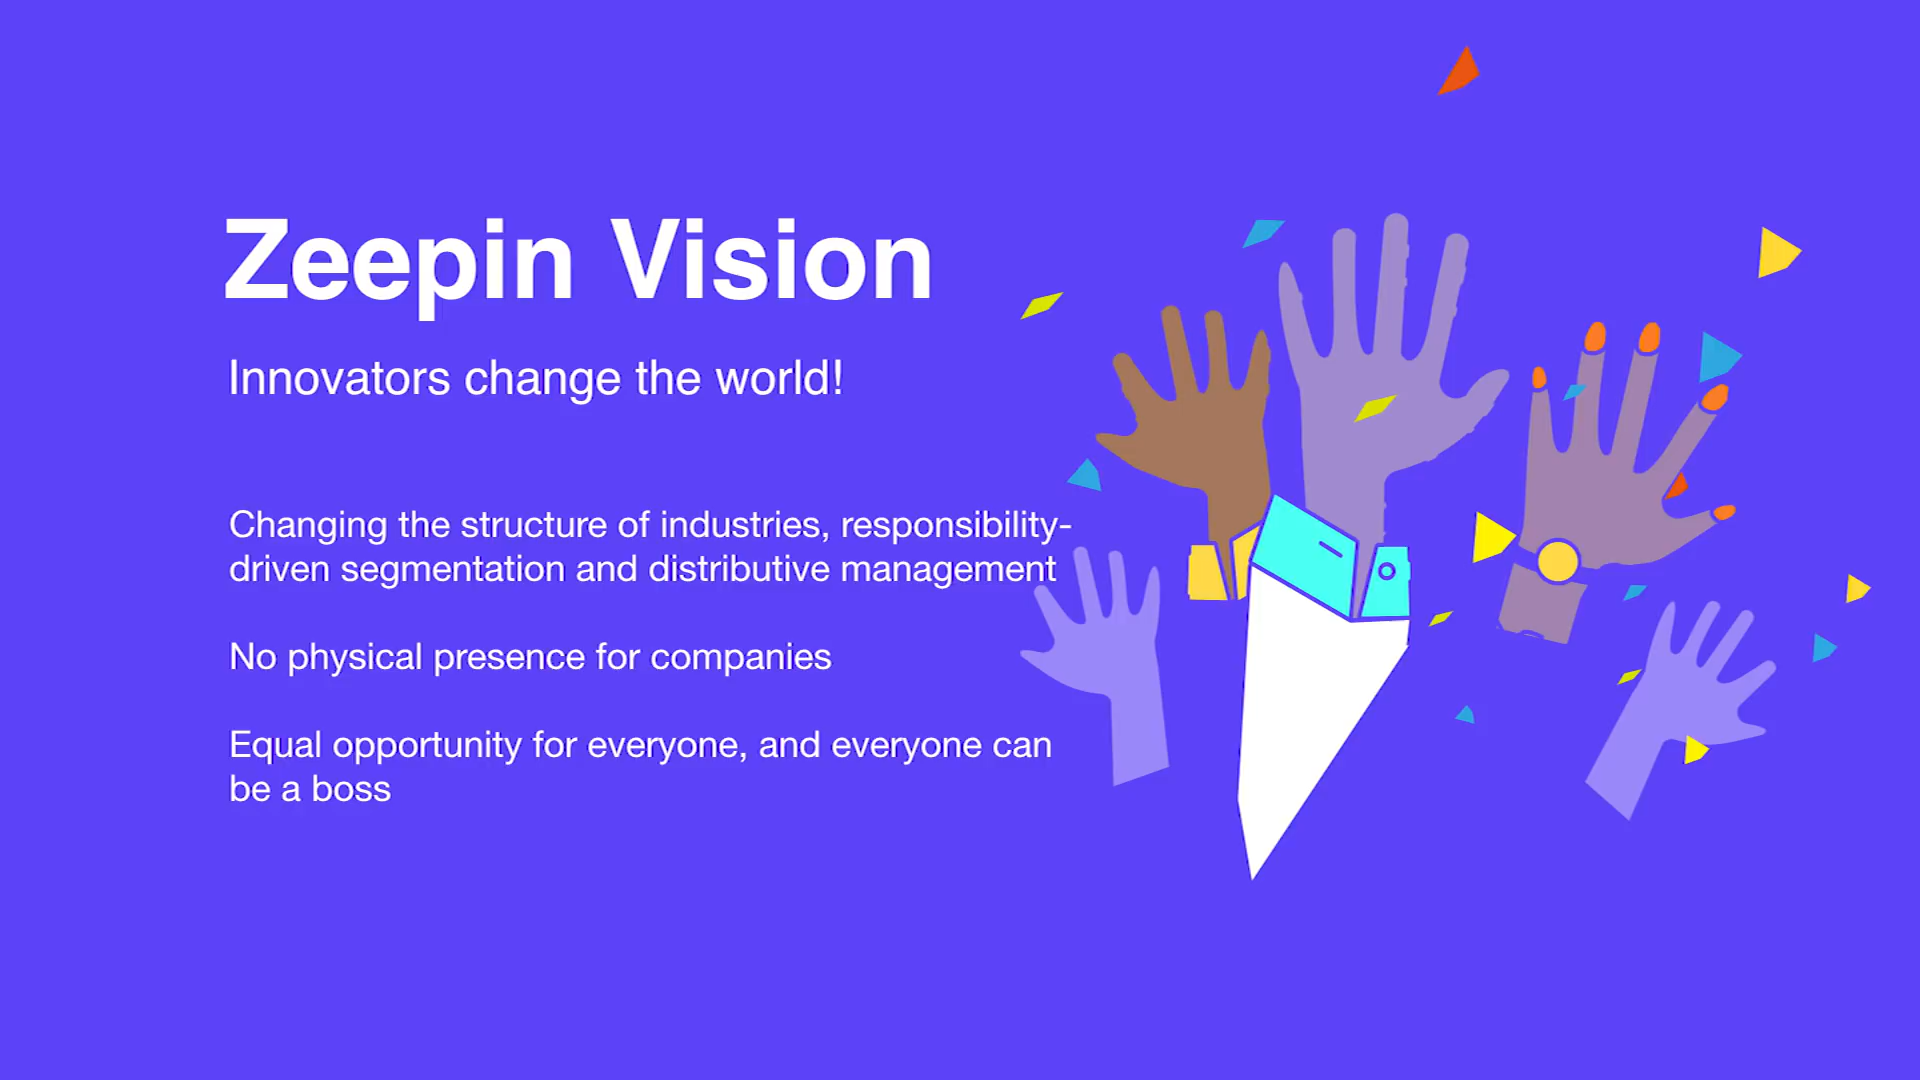 Zeepin Vision
Innovators change the world!
Changing the structure of industries, responsibility-
driven segmentation and distributive management
No physical presence for companies
Equal opportunity for everyone, and everyone can
be a boss